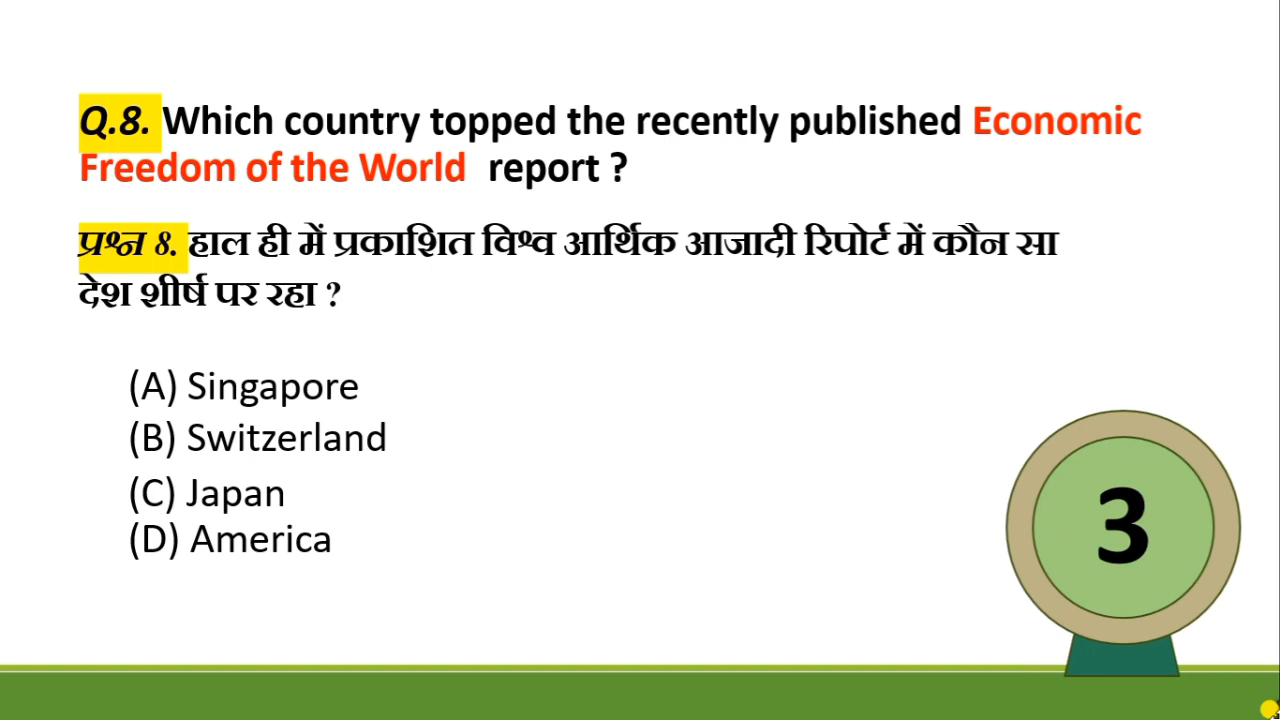 Q.8. Which country topped the recently published Economic
Freedom of the World report ?
प्रश्न 8. हाल ही में प्रकाशित विश्व आर्थिक आजादी रिपोर्ट में कौन सा
देश शीर्ष पर रहा ?
(A) Singapore
(B) Switzerland
(C) Japan
(D) America
3